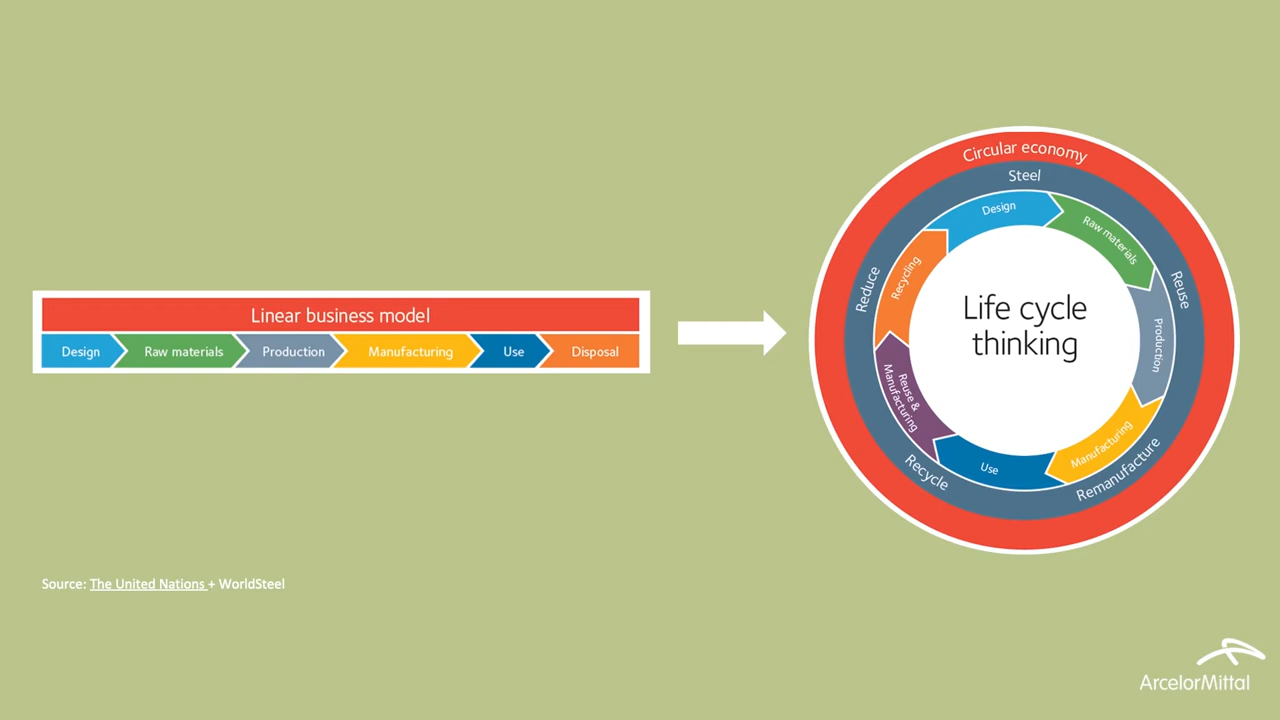 Linear business model
Design Raw materials Production Manufacturing Use Disposal
Circular economy
Steel
Reuse
Remanufacture
Recycle
Reduce
Design
Raw materials
Production
Manufacturing
Use
Reuse &
Manufacturing
Recycling
Life cycle
thinking
Source: The United Nations + WorldSteel
ArcelorMittal